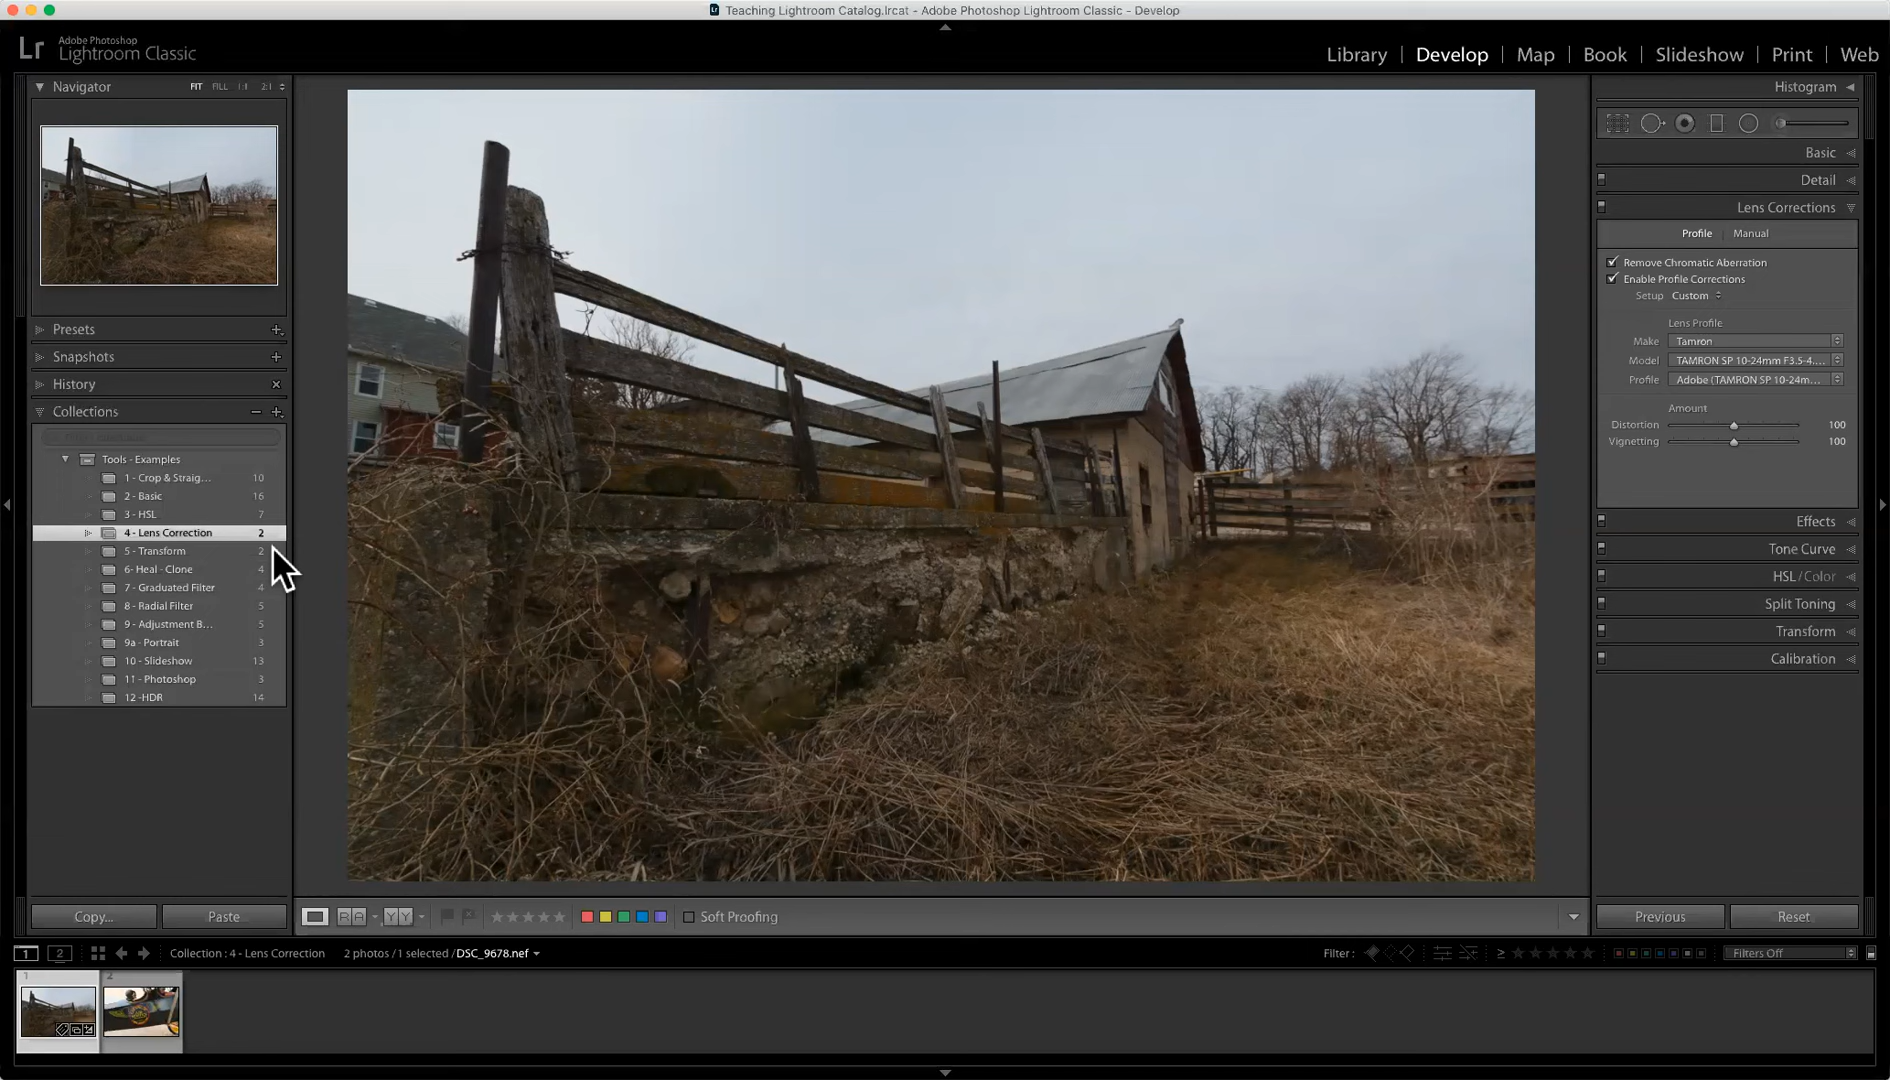 Teaching Lightroom Catalog.lrcat - Adobe Photoshop Lightroom Classic - Develop
Lr
Adobe Photoshop
Lightroom Classic
Library | Develop | Map | Book | Slideshow | Print | Web
Navigator FIT FILL 1:1 2:1
Presets
Snapshots
History
Collections
Tools - Examples
1 - Crop & Straig... 10
2 - Basic 16
3 - HSL 7
4 - Lens Correction 2
5 - Transform 2
6- Heal - Clone 4
7 - Graduated Filter 4
8 - Radial Filter 5
9 - Adjustment B... 5
9a - Portrait 3
10 - Slideshow 13
11 - Photoshop 3
12 -HDR 14
Copy... Paste
Histogram
Basic
Detail
Lens Corrections
Profile | Manual
Remove Chromatic Aberration
Enable Profile Corrections
Setup Custom
Lens Profile
Make Tamron
Model TAMRON SP 10-24mm F3.5-4....
Profile Adobe (TAMRON SP 10-24m...
Amount
Distortion 100
Vignetting 100
Effects
Tone Curve
HSL / Color
Split Toning
Transform
Calibration
RA YY Soft Proofing
Previous Reset
1 2 Collection : 4 - Lens Correction 2 photos / 1 selected / DSC_9678.nef Filter : ≥ Filters Off
1 2